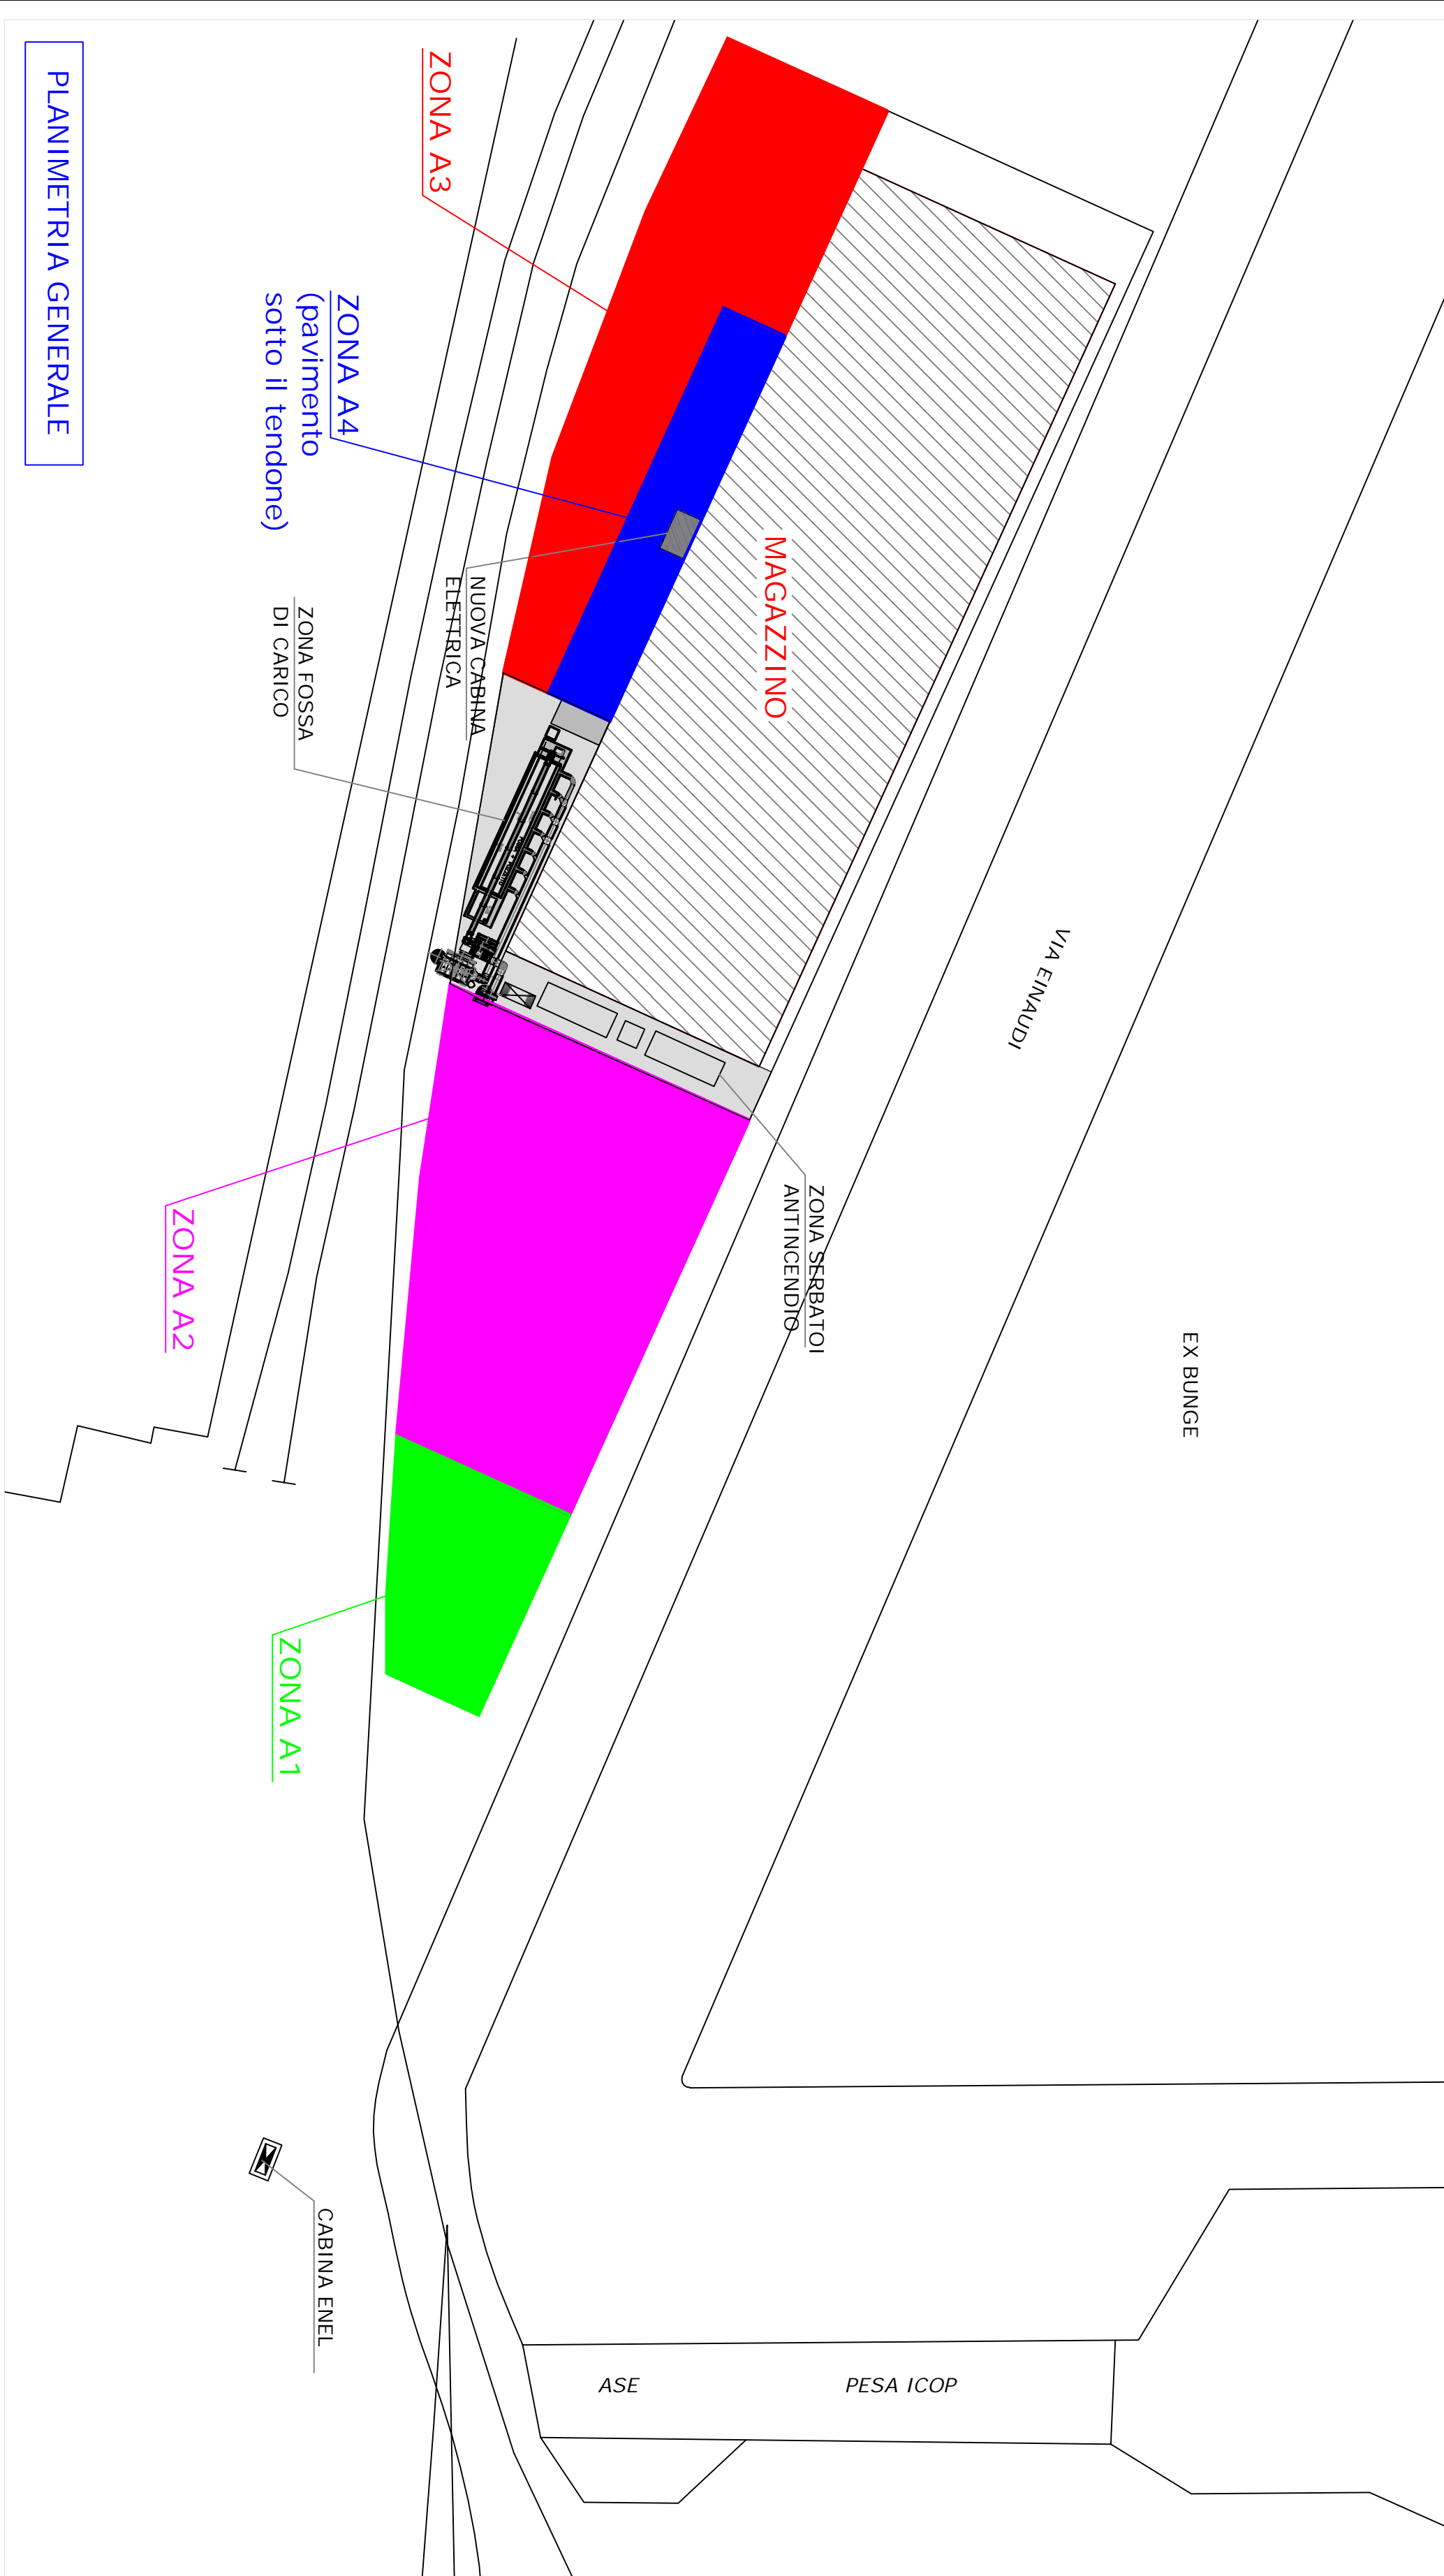 PLANIMETRIA GENERALE
ZONA A3
ZONA A4
(pavimento
sotto il tendone)
NUOVA CABINA
ELETTRICA
ZONA FOSSA
DI CARICO
MAGAZZINO
VIA EINAUDI
ZONA SERBATOI
ANTINCENDIO
ZONA A2
EX BUNGE
ZONA A1
CABINA ENEL
ASE
PESA ICOP